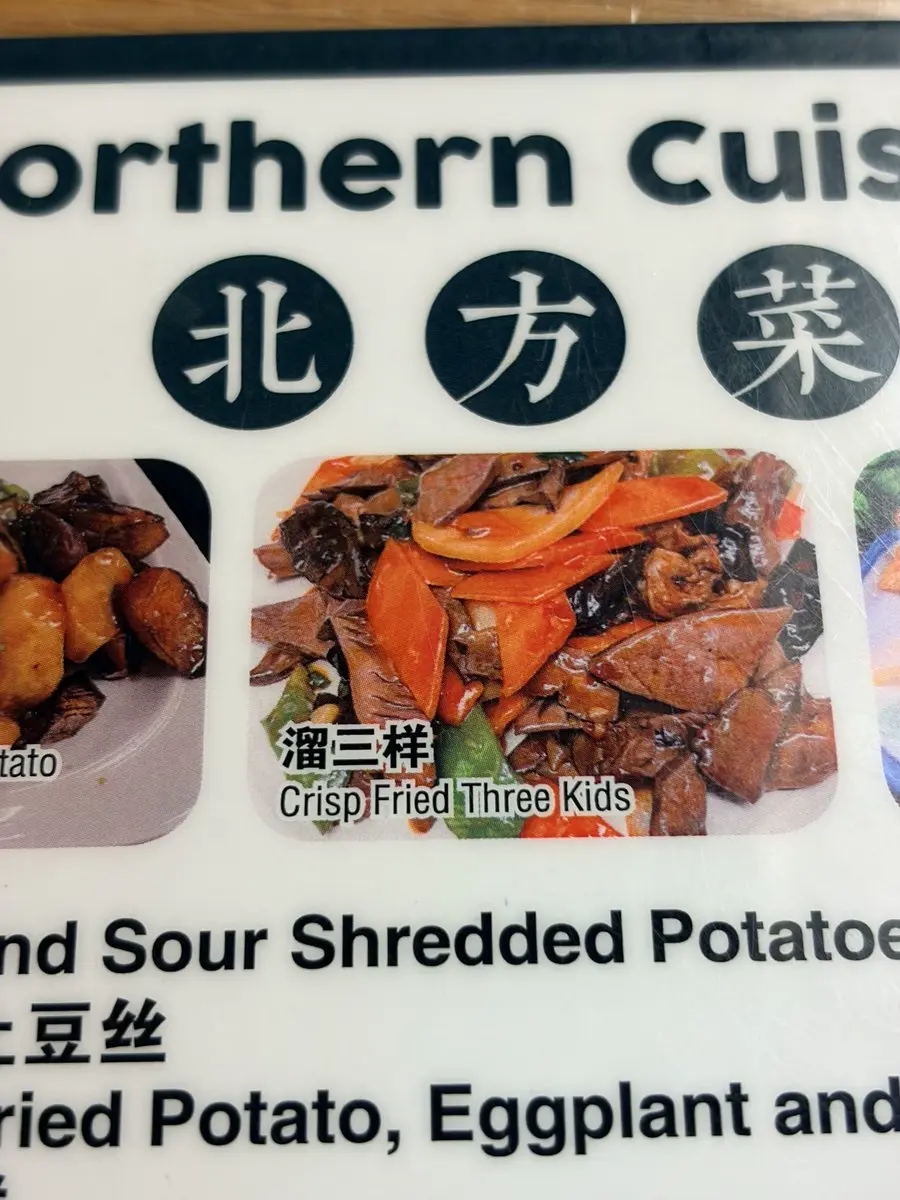 orthern Cuis
北方菜
tato
溜三样
Crisp Fried Three Kids
nd Sour Shredded Potatoe
土豆丝
ried Potato, Eggplant and